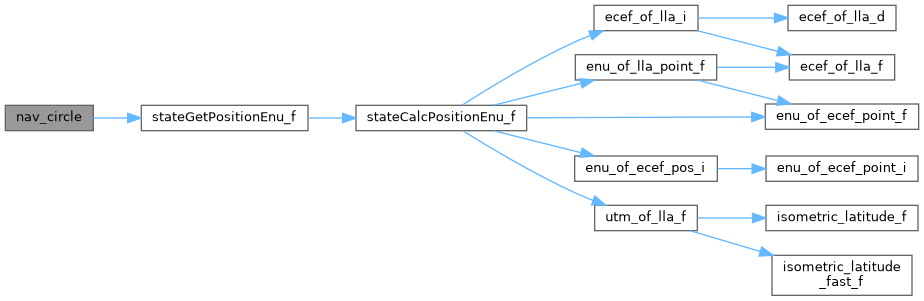 nav_circle
stateGetPositionEnu_f
stateCalcPositionEnu_f
ecef_of_lla_i
enu_of_lla_point_f
enu_of_ecef_pos_i
utm_of_lla_f
ecef_of_lla_d
ecef_of_lla_f
enu_of_ecef_point_f
enu_of_ecef_point_i
isometric_latitude_f
isometric_latitude
_fast_f